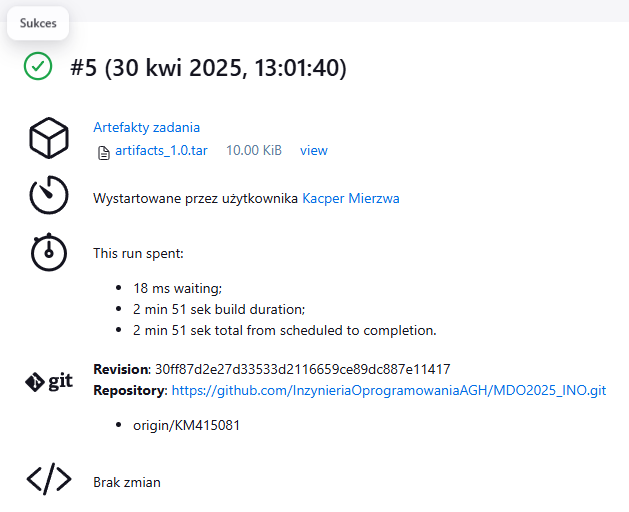 Sukces
#5 (30 kwi 2025, 13:01:40)
Artefakty zadania
artifacts_1.0.tar 10.00 KiB view
Wystartowane przez użytkownika Kacper Mierzwa
This run spent:
• 18 ms waiting;
• 2 min 51 sek build duration;
• 2 min 51 sek total from scheduled to completion.
git
Revision: 30ff87d2e27d33533d2116659ce89dc887e11417
Repository: https://github.com/InzynieriaOprogramowaniaAGH/MDO2025_INO.git
• origin/KM415081
Brak zmian